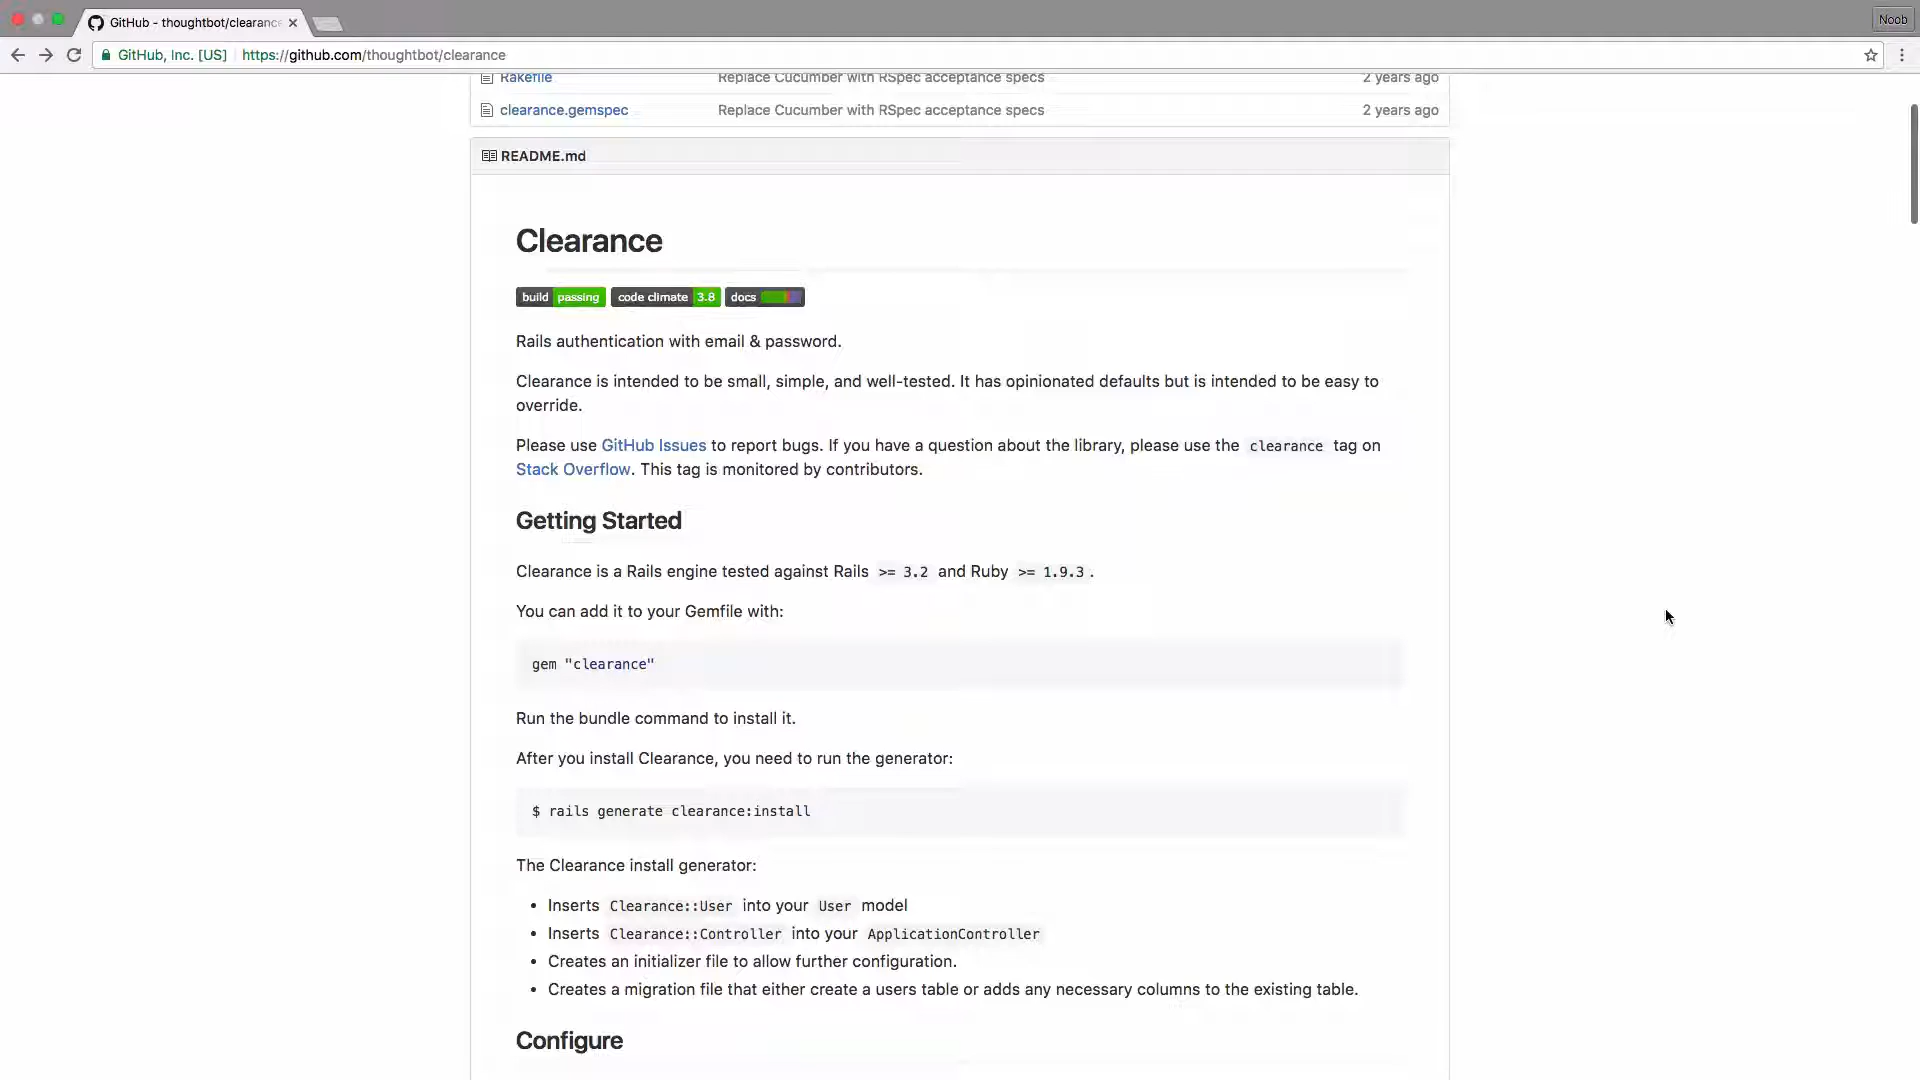 GitHub - thoughtbot/clearance
Noob
GitHub, Inc. [US] https://github.com/thoughtbot/clearance
Rakefile Replace Cucumber with RSpec acceptance specs 2 years ago
clearance.gemspec Replace Cucumber with RSpec acceptance specs 2 years ago
README.md
Clearance
build passing code climate 3.8 docs
Rails authentication with email & password.
Clearance is intended to be small, simple, and well-tested. It has opinionated defaults but is intended to be easy to
override.
Please use GitHub Issues to report bugs. If you have a question about the library, please use the clearance tag on
Stack Overflow. This tag is monitored by contributors.
Getting Started
Clearance is a Rails engine tested against Rails >= 3.2 and Ruby >= 1.9.3 .
You can add it to your Gemfile with:
gem "clearance"
Run the bundle command to install it.
After you install Clearance, you need to run the generator:
$ rails generate clearance:install
The Clearance install generator:
• Inserts Clearance::User into your User model
• Inserts Clearance::Controller into your ApplicationController
• Creates an initializer file to allow further configuration.
• Creates a migration file that either create a users table or adds any necessary columns to the existing table.
Configure